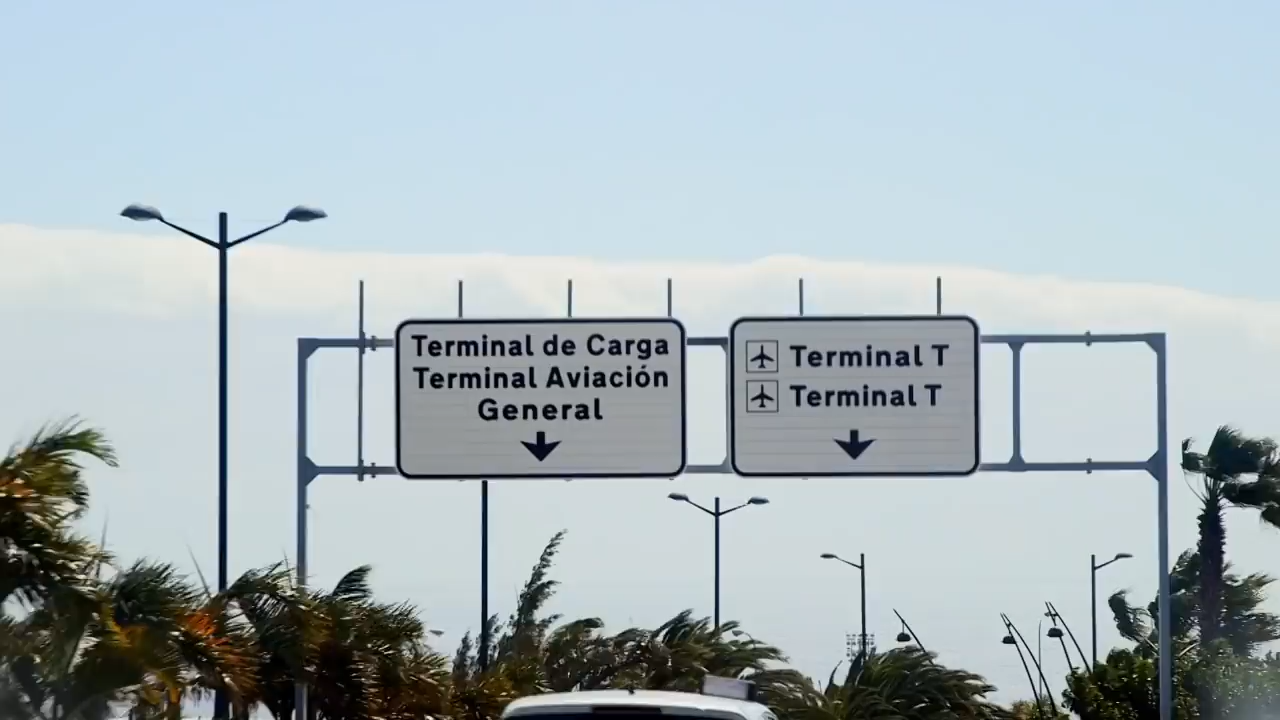 Terminal de Carga
Terminal Aviación
General
Terminal T
Terminal T